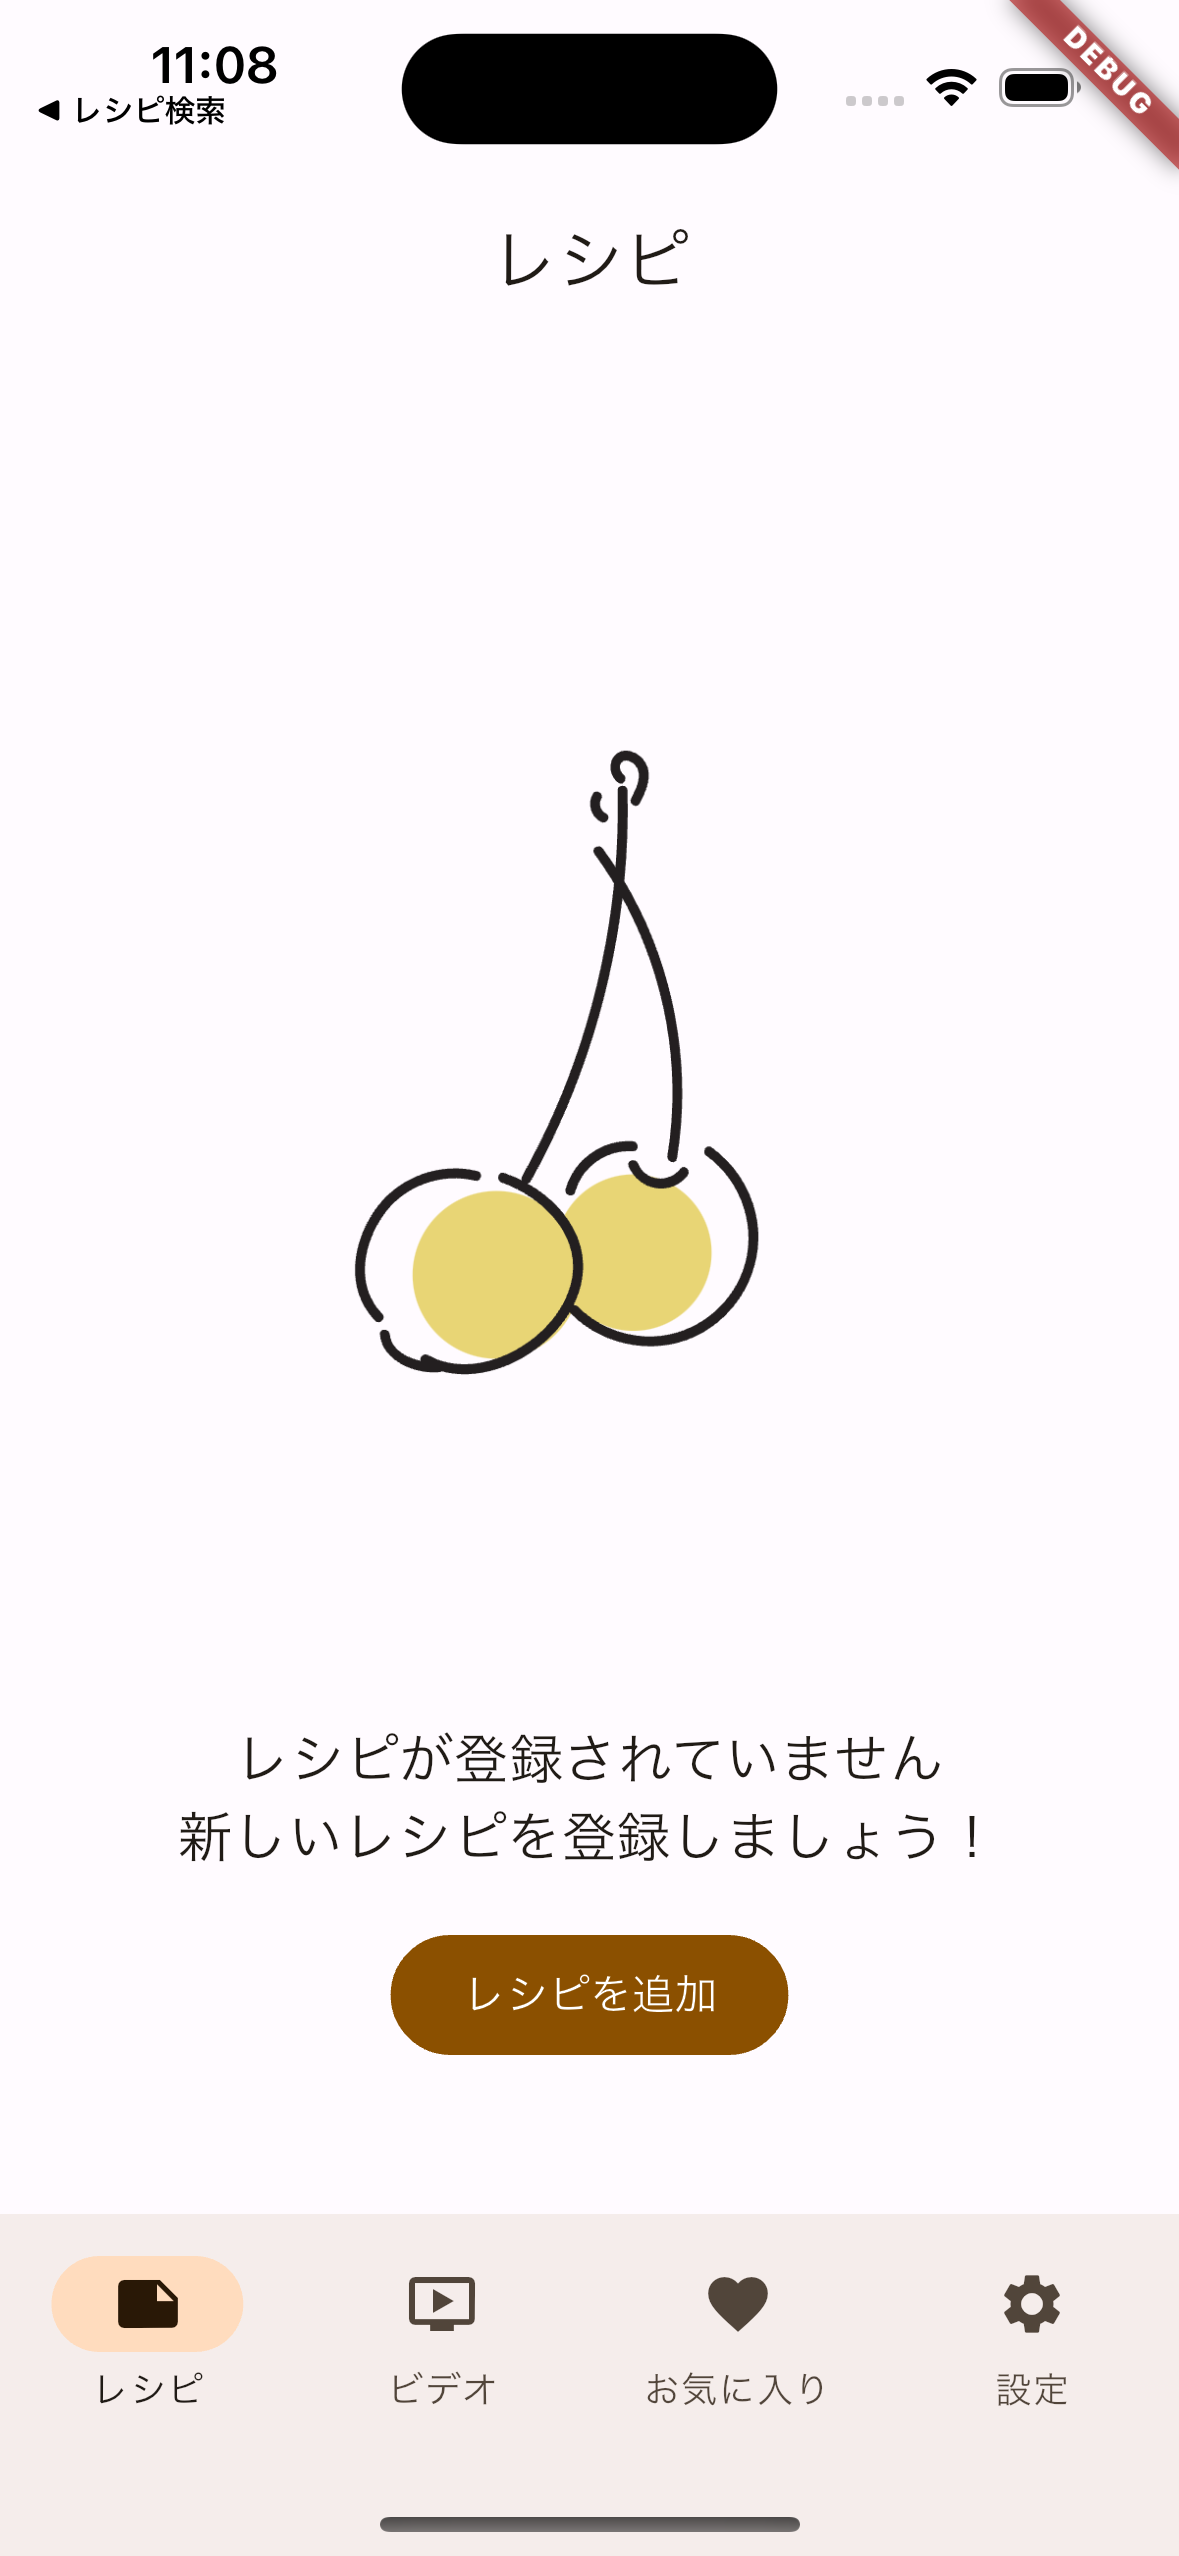 11:08
DEBUG
◀ レシピ検索
レシピ
レシピが登録されていません
新しいレシピを登録しましょう！
レシピを追加
レシピ
ビデオ
お気に入り
設定